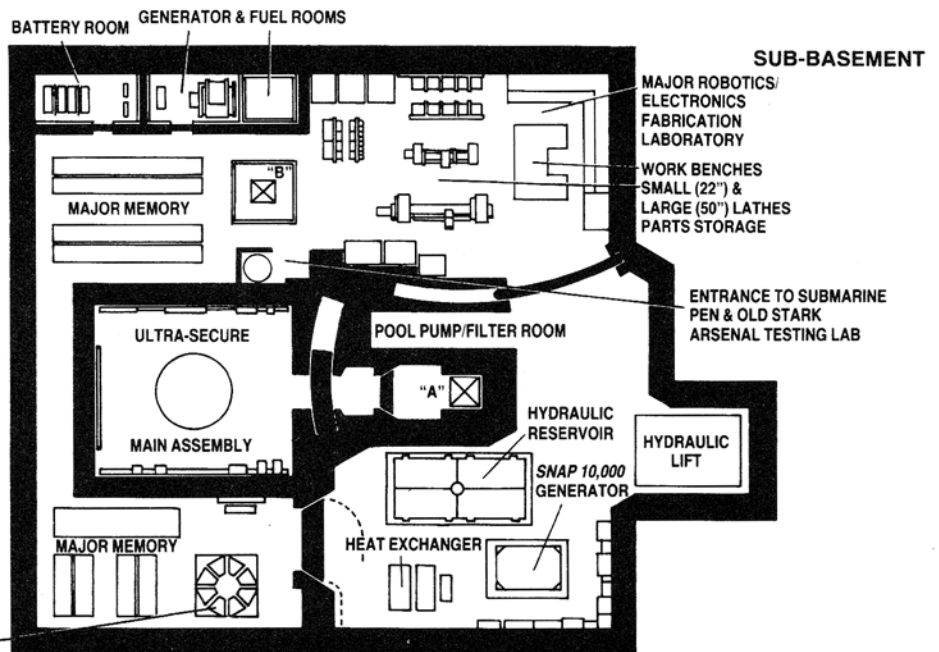 BATTERY ROOM
GENERATOR & FUEL ROOMS
SUB-BASEMENT
MAJOR ROBOTICS/
ELECTRONICS
FABRICATION
LABORATORY
WORK BENCHES
SMALL (22") &
LARGE (50") LATHES
PARTS STORAGE
"B"
MAJOR MEMORY
ENTRANCE TO SUBMARINE
PEN & OLD STARK
ARSENAL TESTING LAB
ULTRA-SECURE
POOL PUMP/FILTER ROOM
"A"
MAIN ASSEMBLY
HYDRAULIC
RESERVOIR
HYDRAULIC
LIFT
SNAP 10,000
GENERATOR
MAJOR MEMORY
HEAT EXCHANGER